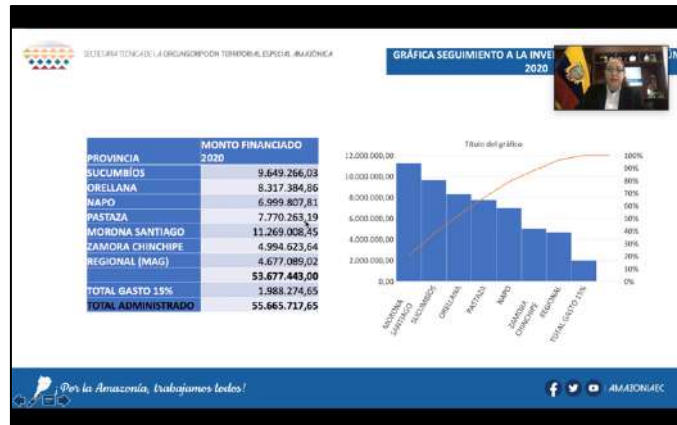 SECRETARÍA TÉCNICA DE LA CIRCUNSCRIPCIÓN TERRITORIAL ESPECIAL AMAZÓNICA
GRÁFICA SEGUIMIENTO A LA
2020
PROVINCIA MONTO FINANCIADO 2020
SUCUMBÍOS 9.649.266,03
ORELLANA 8.317.384,86
NAPO 6.999.807,81
PASTAZA 7.770.263,19
MORONA SANTIAGO 11.269.008,45
ZAMORA CHINCHIPE 4.994.623,64
REGIONAL (MAG) 4.677.089,02
53.677.443,00
TOTAL GASTO 15% 1.988.274,65
TOTAL ADMINISTRADO 55.665.717,65
Título del gráfico
12.000.000,00
10.000.000,00
8.000.000,00
6.000.000,00
4.000.000,00
2.000.000,00
0,00
100%
90%
80%
70%
60%
50%
40%
30%
20%
10%
0%
MORONA SANTIAGO
SUCUMBÍOS
ORELLANA
PASTAZA
NAPO
ZAMORA CHINCHIPE
REGIONAL
TOTAL GASTO 15%
¡Por la Amazonía, trabajamos todos!
AMAZONIAEC